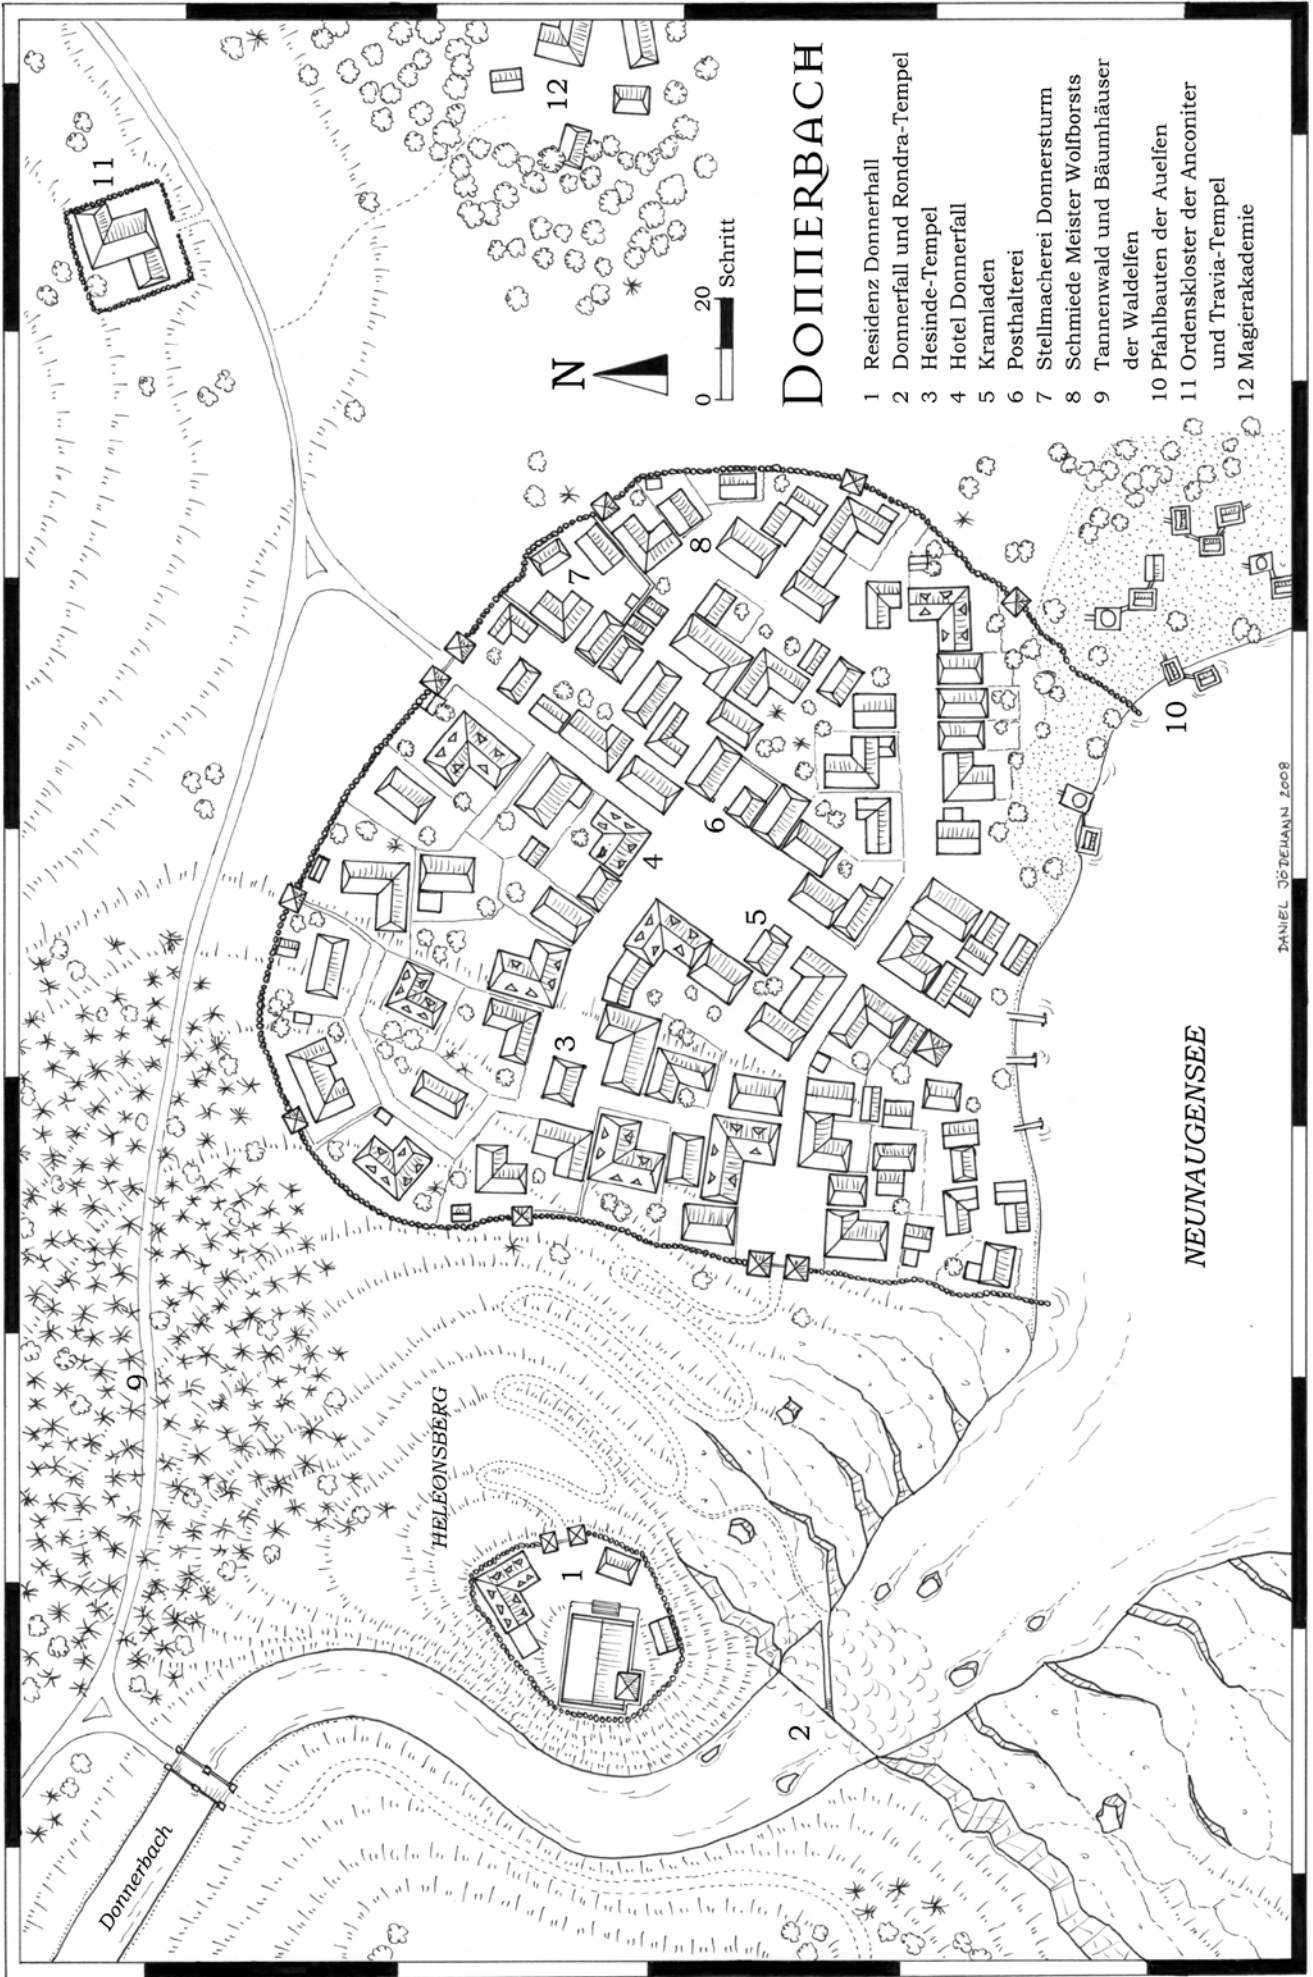 DONNERBACH
1 Residenz Donnerhall
2 Donnerfall und Rondra-Tempel
3 Hesinde-Tempel
4 Hotel Donnerfall
5 Kramladen
6 Posthalterei
7 Stellmacherei Donnersturm
8 Schmiede Meister Wolfborsts
9 Tannenwald und Bäumhäuser
der Waldelfen
10 Pfahlbauten der Auelfen
11 Ordenskloster der Anconiter
und Travia-Tempel
12 Magierakademie
N
0 20
Schritt
Donnerbach
HELEONSBERG
NEUNAUGENSEE
1
2
3
4
5
6
7
8
9
10
11
12
DANIEL JÖDEMANN 2008